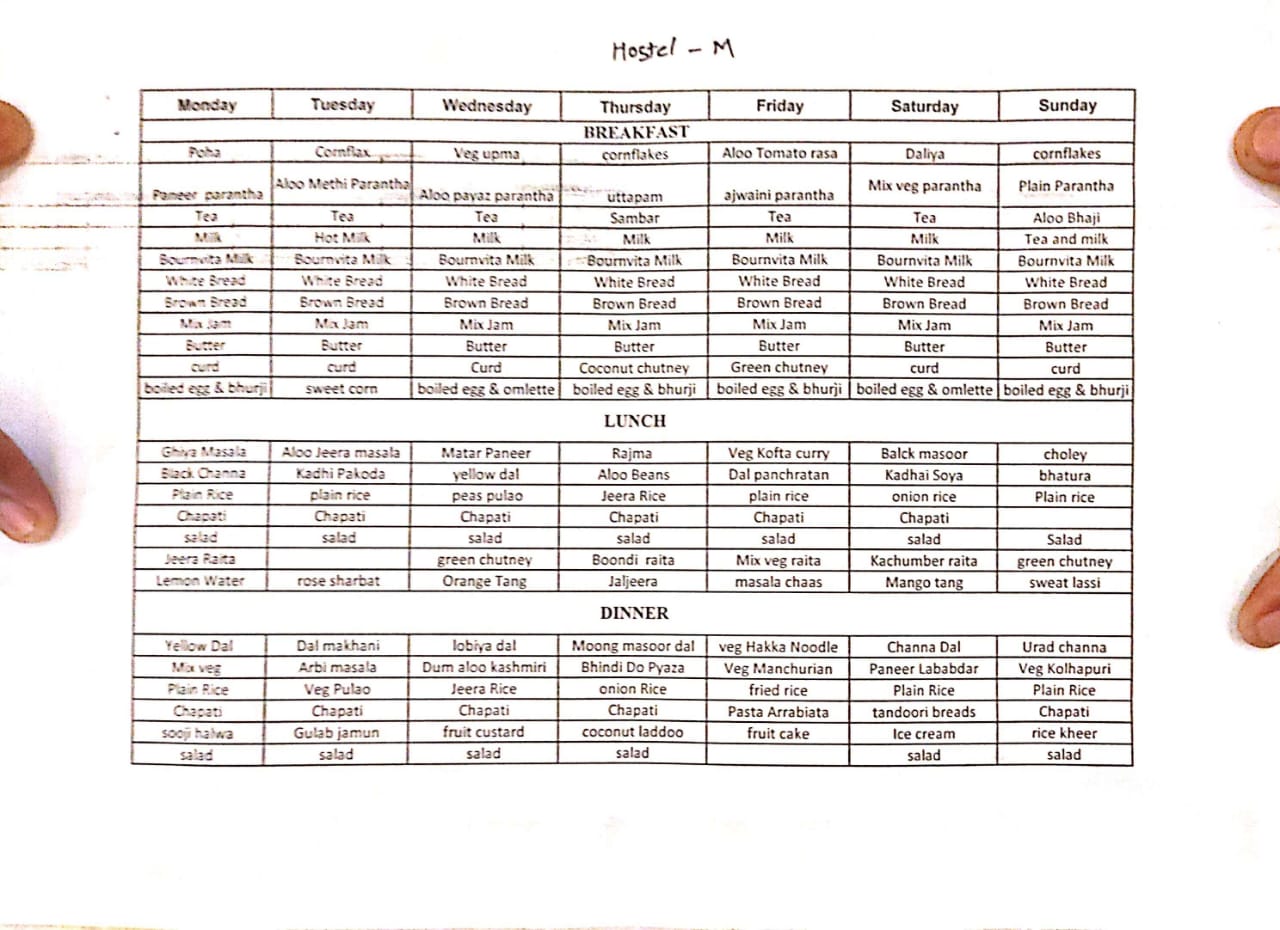 Hostel - M
Monday Tuesday Wednesday Thursday Friday Saturday Sunday
BREAKFAST
Poha Cornflax Veg upma cornflakes Aloo Tomato rasa Daliya cornflakes
Paneer parantha Aloo Methi Parantha Aloo payaz parantha uttapam ajwaini parantha Mix veg parantha Plain Parantha
Tea Tea Tea Sambar Tea Tea Aloo Bhaji
Milk Hot Milk Milk Milk Milk Milk Tea and milk
Bournvita Milk Bournvita Milk Bournvita Milk Bournvita Milk Bournvita Milk Bournvita Milk Bournvita Milk
White Bread White Bread White Bread White Bread White Bread White Bread White Bread
Brown Bread Brown Bread Brown Bread Brown Bread Brown Bread Brown Bread Brown Bread
Mix Jam Mix Jam Mix Jam Mix Jam Mix Jam Mix Jam Mix Jam
Butter Butter Butter Butter Butter Butter Butter
curd curd Curd Coconut chutney Green chutney curd curd
boiled egg & bhurji sweet corn boiled egg & omlette boiled egg & bhurji boiled egg & bhurji boiled egg & omlette boiled egg & bhurji
LUNCH
Ghiya Masala Aloo Jeera masala Matar Paneer Rajma Veg Kofta curry Balck masoor choley
Black Channa Kadhi Pakoda yellow dal Aloo Beans Dal panchratan Kadhai Soya bhatura
Plain Rice plain rice peas pulao Jeera Rice plain rice onion rice Plain rice
Chapati Chapati Chapati Chapati Chapati Chapati
salad salad salad salad salad salad Salad
Jeera Raita green chutney Boondi raita Mix veg raita Kachumber raita green chutney
Lemon Water rose sharbat Orange Tang Jaljeera masala chaas Mango tang sweat lassi
DINNER
Yellow Dal Dal makhani lobiya dal Moong masoor dal veg Hakka Noodle Channa Dal Urad channa
Mix veg Arbi masala Dum aloo kashmiri Bhindi Do Pyaza Veg Manchurian Paneer Lababdar Veg Kolhapuri
Plain Rice Veg Pulao Jeera Rice onion Rice fried rice Plain Rice Plain Rice
Chapati Chapati Chapati Chapati Pasta Arrabiata tandoori breads Chapati
sooji halwa Gulab jamun fruit custard coconut laddoo fruit cake Ice cream rice kheer
salad salad salad salad salad salad